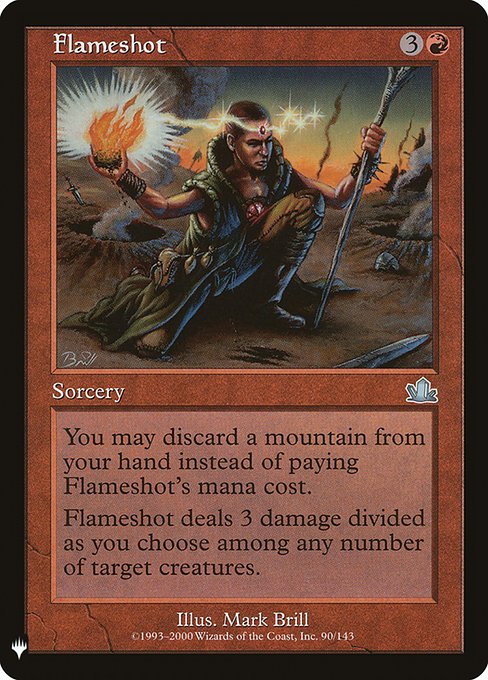 Flameshot
3
Brill
Sorcery
You may discard a mountain from
your hand instead of paying
Flameshot's mana cost.
Flameshot deals 3 damage divided
as you choose among any number
of target creatures.
Illus. Mark Brill
©1993–2000 Wizards of the Coast, Inc. 90/143